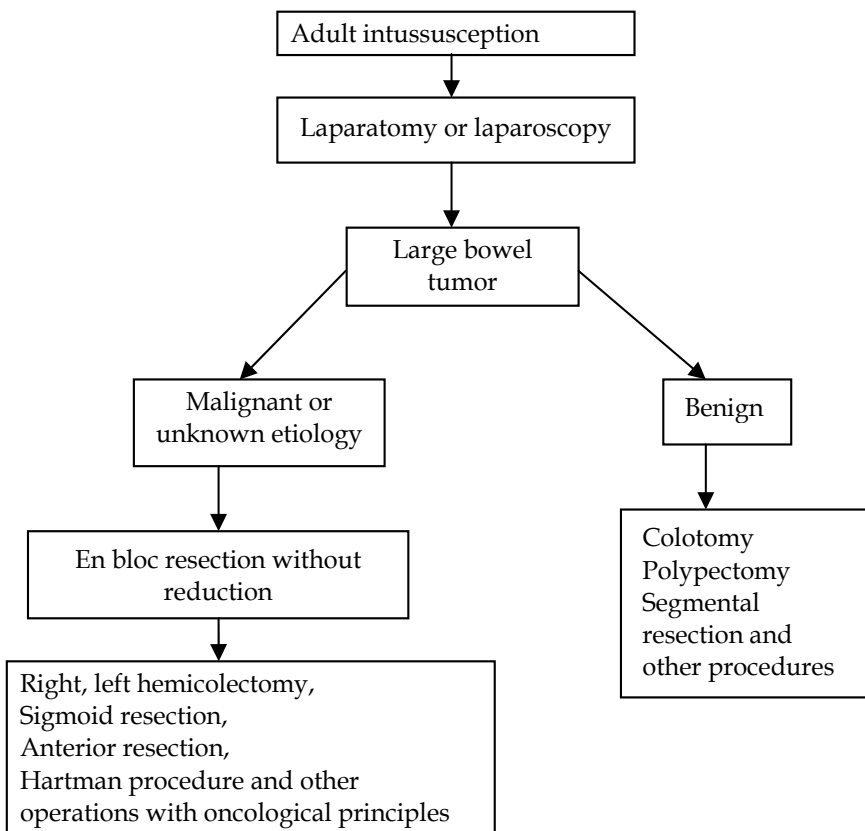 Adult intussusception
Laparatomy or laparoscopy
Large bowel
tumor
Malignant or
unknown etiology
Benign
En bloc resection without
reduction
Colotomy
Polypectomy
Segmental
resection and
other procedures
Right, left hemicolectomy,
Sigmoid resection,
Anterior resection,
Hartman procedure and other
operations with oncological principles